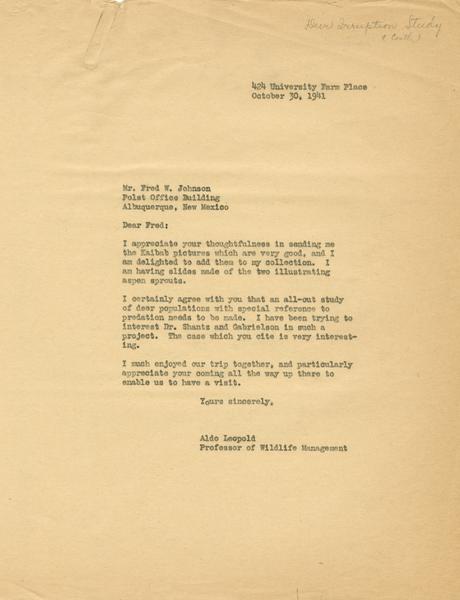 Deer Irruption Study
424 University Farm Place
October 30, 1941
Mr. Fred W. Johnson
Polst Office Building
Albuquerque, New Mexico
Dear Fred:
I appreciate your thoughtfulness in sending me
the Kaibab pictures which are very good, and I
am delighted to add them to my collection. I
am having slides made of the two illustrating
aspen sprouts.
I certainly agree with you that an all-out study
of deer populations with special reference to
predation needs to be made. I have been trying to
interest Dr. Shantz and Gabrielson in such a
project. The case which you cite is very interest-
ing.
I much enjoyed our trip together, and particularly
appreciate your coming all the way up there to
enable us to have a visit.
Yours sincerely,
Aldo Leopold
Professor of Wildlife Management